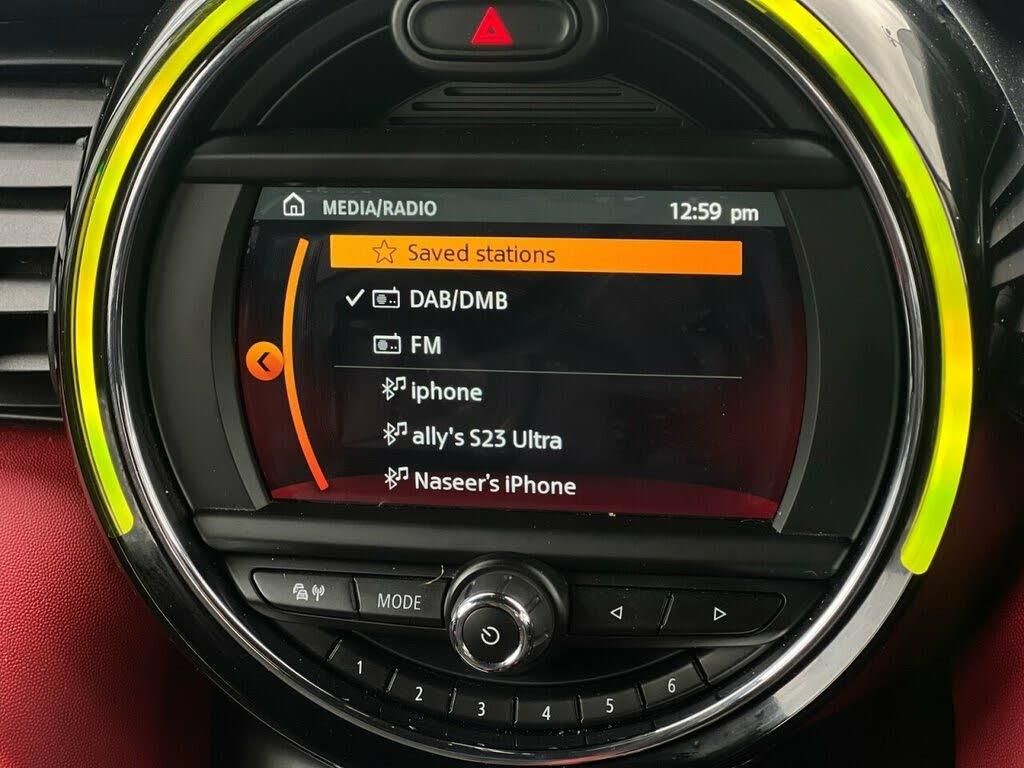 MEDIA/RADIO 12:59 pm
Saved stations
DAB/DMB
FM
iphone
ally's S23 Ultra
Naseer's iPhone
MODE
1 2 3 4 5 6